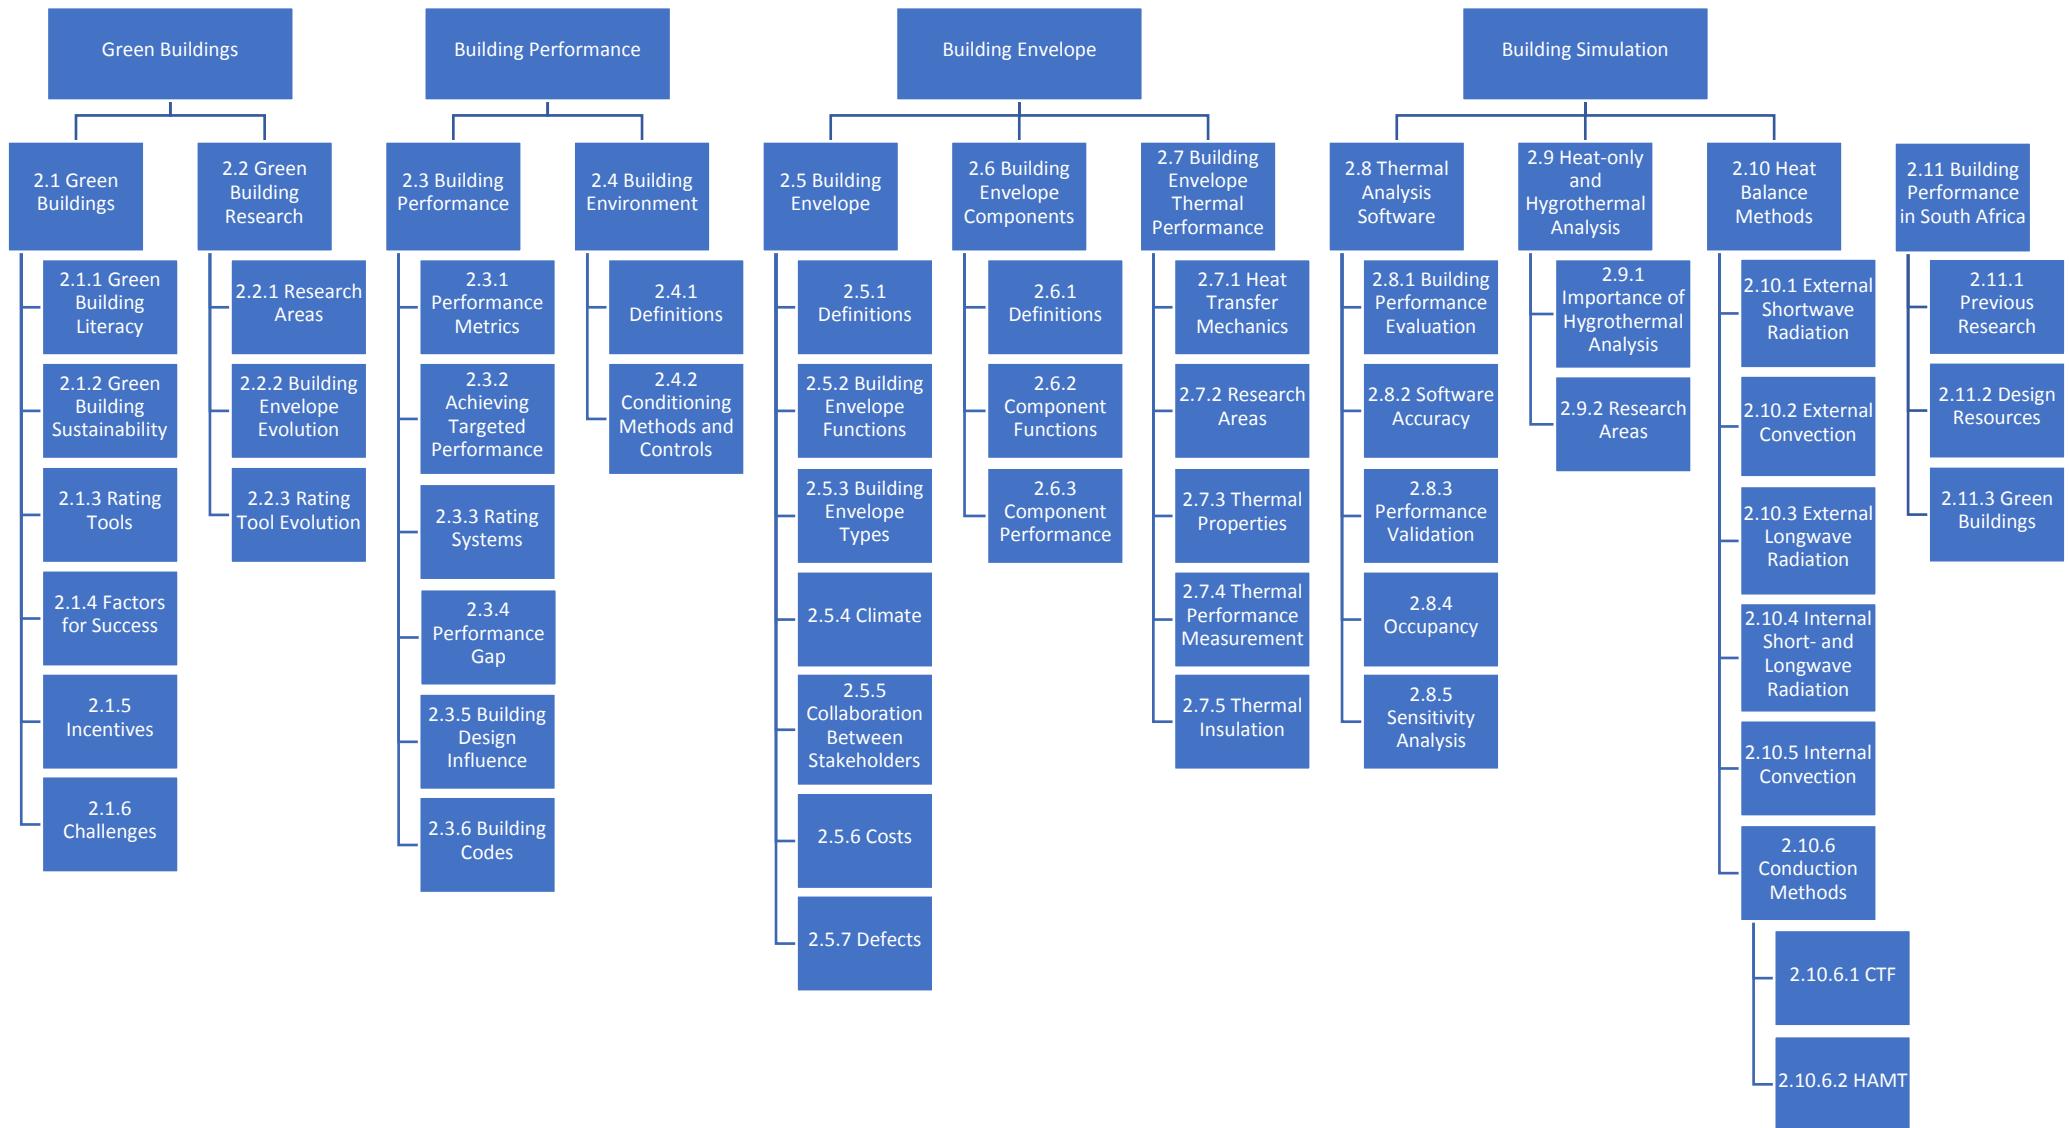 Green Buildings
Building Performance
Building Envelope
Building Simulation
2.1 Green
Buildings
2.2 Green
Building
Research
2.3 Building
Performance
2.4 Building
Environment
2.5 Building
Envelope
2.6 Building
Envelope
Components
2.7 Building
Envelope
Thermal
Performance
2.8 Thermal
Analysis
Software
2.9 Heat-only
and
Hygrothermal
Analysis
2.10 Heat
Balance
Methods
2.11 Building
Performance
in South Africa
2.1.1 Green
Building
Literacy
2.1.2 Green
Building
Sustainability
2.1.3 Rating
Tools
2.1.4 Factors
for Success
2.1.5
Incentives
2.1.6
Challenges
2.2.1 Research
Areas
2.2.2 Building
Envelope
Evolution
2.2.3 Rating
Tool Evolution
2.3.1
Performance
Metrics
2.3.2
Achieving
Targeted
Performance
2.3.3 Rating
Systems
2.3.4
Performance
Gap
2.3.5 Building
Design
Influence
2.3.6 Building
Codes
2.4.1
Definitions
2.4.2
Conditioning
Methods and
Controls
2.5.1
Definitions
2.5.2 Building
Envelope
Functions
2.5.3 Building
Envelope
Types
2.5.4 Climate
2.5.5
Collaboration
Between
Stakeholders
2.5.6 Costs
2.5.7 Defects
2.6.1
Definitions
2.6.2
Component
Functions
2.6.3
Component
Performance
2.7.1 Heat
Transfer
Mechanics
2.7.2 Research
Areas
2.7.3 Thermal
Properties
2.7.4 Thermal
Performance
Measurement
2.7.5 Thermal
Insulation
2.8.1 Building
Performance
Evaluation
2.8.2 Software
Accuracy
2.8.3
Performance
Validation
2.8.4
Occupancy
2.8.5
Sensitivity
Analysis
2.9.1
Importance of
Hygrothermal
Analysis
2.9.2 Research
Areas
2.10.1 External
Shortwave
Radiation
2.10.2 External
Convection
2.10.3 External
Longwave
Radiation
2.10.4 Internal
Short- and
Longwave
Radiation
2.10.5 Internal
Convection
2.10.6
Conduction
Methods
2.10.6.1 CTF
2.10.6.2 HAMT
2.11.1
Previous
Research
2.11.2 Design
Resources
2.11.3 Green
Buildings